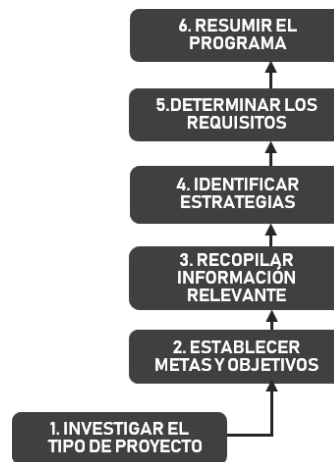 6. RESUMIR EL
PROGRAMA
5.DETERMINAR LOS
REQUISITOS
4. IDENTIFICAR
ESTRATEGIAS
3. RECOPILAR
INFORMACIÓN
RELEVANTE
2. ESTABLECER
METAS Y OBJETIVOS
1. INVESTIGAR EL
TIPO DE PROYECTO